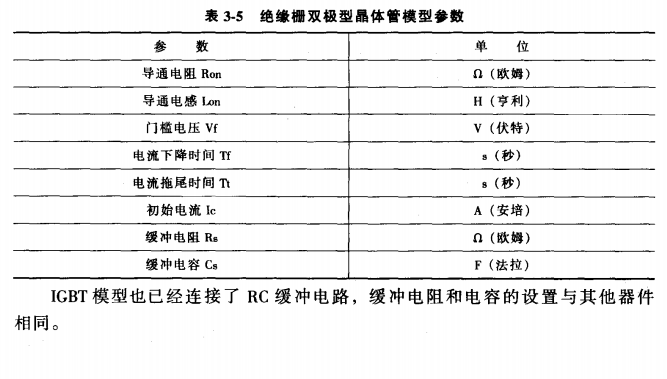 表 3-5 绝缘栅双极型晶体管模型参数
参 数 单 位
导通电阻 Ron Ω（欧姆）
导通电感 Lon H（亨利）
门槛电压 Vf V（伏特）
电流下降时间 Tf s（秒）
电流拖尾时间 Tt s（秒）
初始电流 Ic A（安培）
缓冲电阻 Rs Ω（欧姆）
缓冲电容 Cs F（法拉）
IGBT 模型也已经连接了 RC 缓冲电路，缓冲电阻和电容的设置与其他器件
相同。